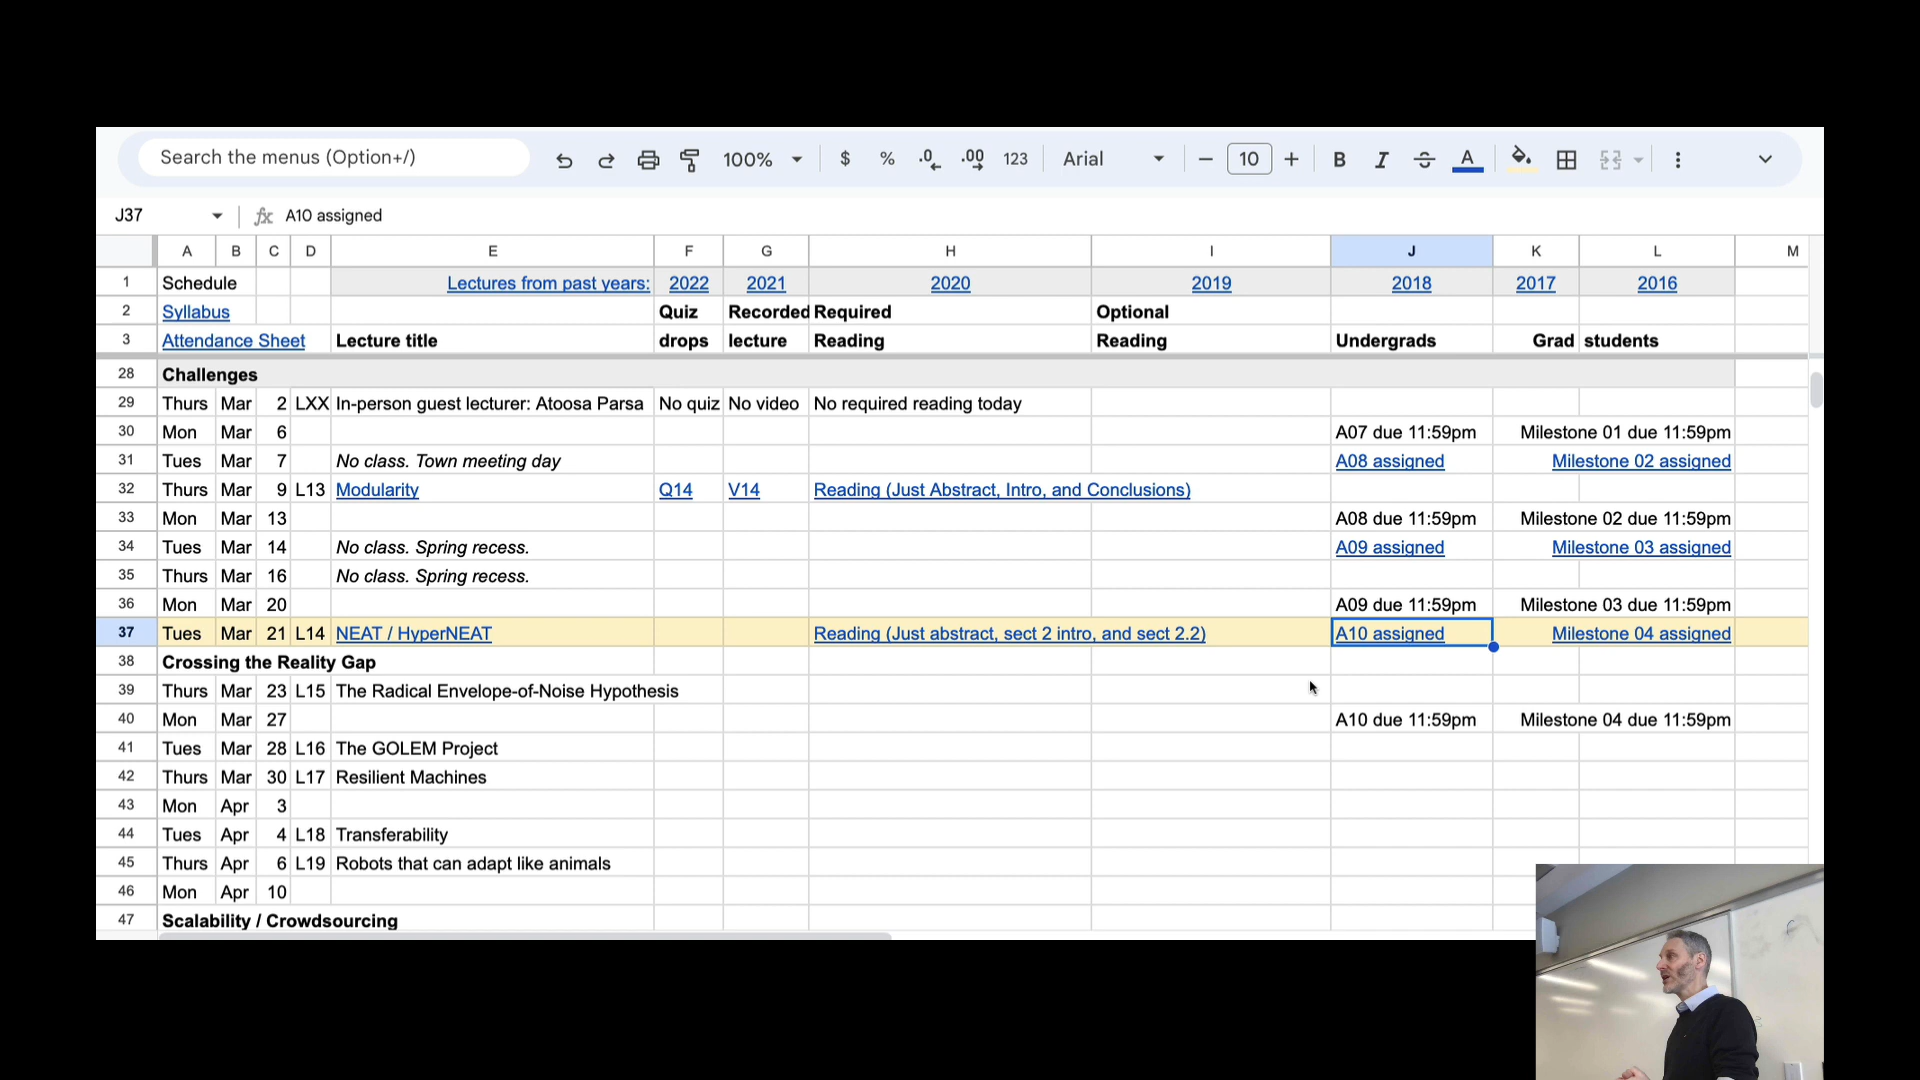 Search the menus (Option+/) 100% $ % .0 .00 123 Arial 10 B I S A
J37 fx A10 assigned
A B C D E F G H I J K L M
1 Schedule Lectures from past years: 2022 2021 2020 2019 2018 2017 2016
2 Syllabus Quiz Recorded Required Optional
3 Attendance Sheet Lecture title drops lecture Reading Reading Undergrads Grad students
28 Challenges
29 Thurs Mar 2 LXX In-person guest lecturer: Atoosa Parsa No quiz No video No required reading today
30 Mon Mar 6 A07 due 11:59pm Milestone 01 due 11:59pm
31 Tues Mar 7 No class. Town meeting day A08 assigned Milestone 02 assigned
32 Thurs Mar 9 L13 Modularity Q14 V14 Reading (Just Abstract, Intro, and Conclusions)
33 Mon Mar 13 A08 due 11:59pm Milestone 02 due 11:59pm
34 Tues Mar 14 No class. Spring recess. A09 assigned Milestone 03 assigned
35 Thurs Mar 16 No class. Spring recess.
36 Mon Mar 20 A09 due 11:59pm Milestone 03 due 11:59pm
37 Tues Mar 21 L14 NEAT / HyperNEAT Reading (Just abstract, sect 2 intro, and sect 2.2) A10 assigned Milestone 04 assigned
38 Crossing the Reality Gap
39 Thurs Mar 23 L15 The Radical Envelope-of-Noise Hypothesis
40 Mon Mar 27 A10 due 11:59pm Milestone 04 due 11:59pm
41 Tues Mar 28 L16 The GOLEM Project
42 Thurs Mar 30 L17 Resilient Machines
43 Mon Apr 3
44 Tues Apr 4 L18 Transferability
45 Thurs Apr 6 L19 Robots that can adapt like animals
46 Mon Apr 10
47 Scalability / Crowdsourcing